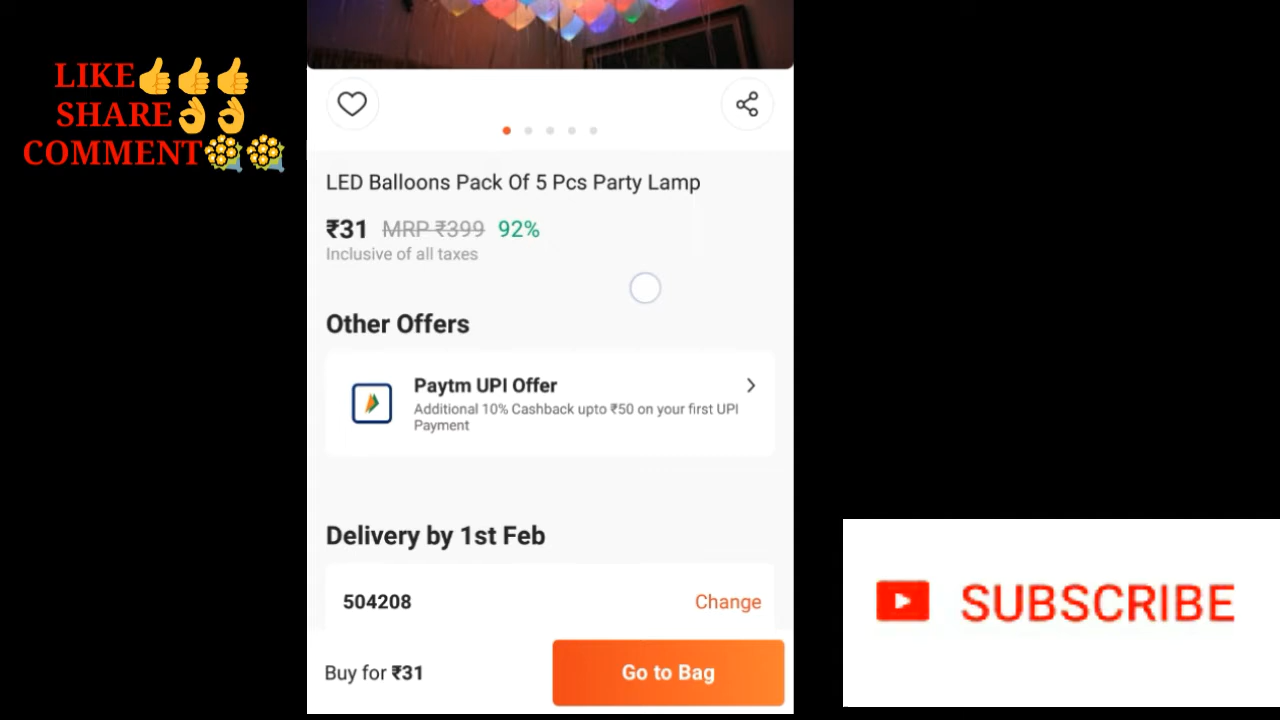 LIKE👍👍👍
SHARE👌👌
COMMENT💐💐
LED Balloons Pack Of 5 Pcs Party Lamp
₹31 MRP ₹399 92%
Inclusive of all taxes
Other Offers
Paytm UPI Offer
Additional 10% Cashback upto ₹50 on your first UPI
Payment
Delivery by 1st Feb
504208 Change
Buy for ₹31 Go to Bag
SUBSCRIBE